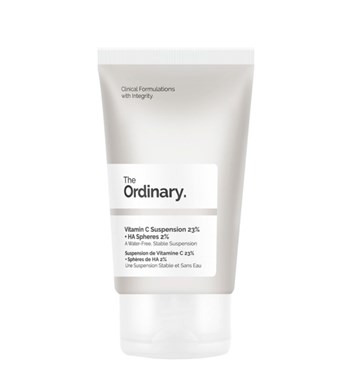 Clinical Formulations
with Integrity
The
Ordinary.
Vitamin C Suspension 23%
+ HA Spheres 2%
A Water-Free, Stable Suspension
Suspension de Vitamine C 23%
+ Sphères de HA 2%
Une Suspension Stable et Sans Eau